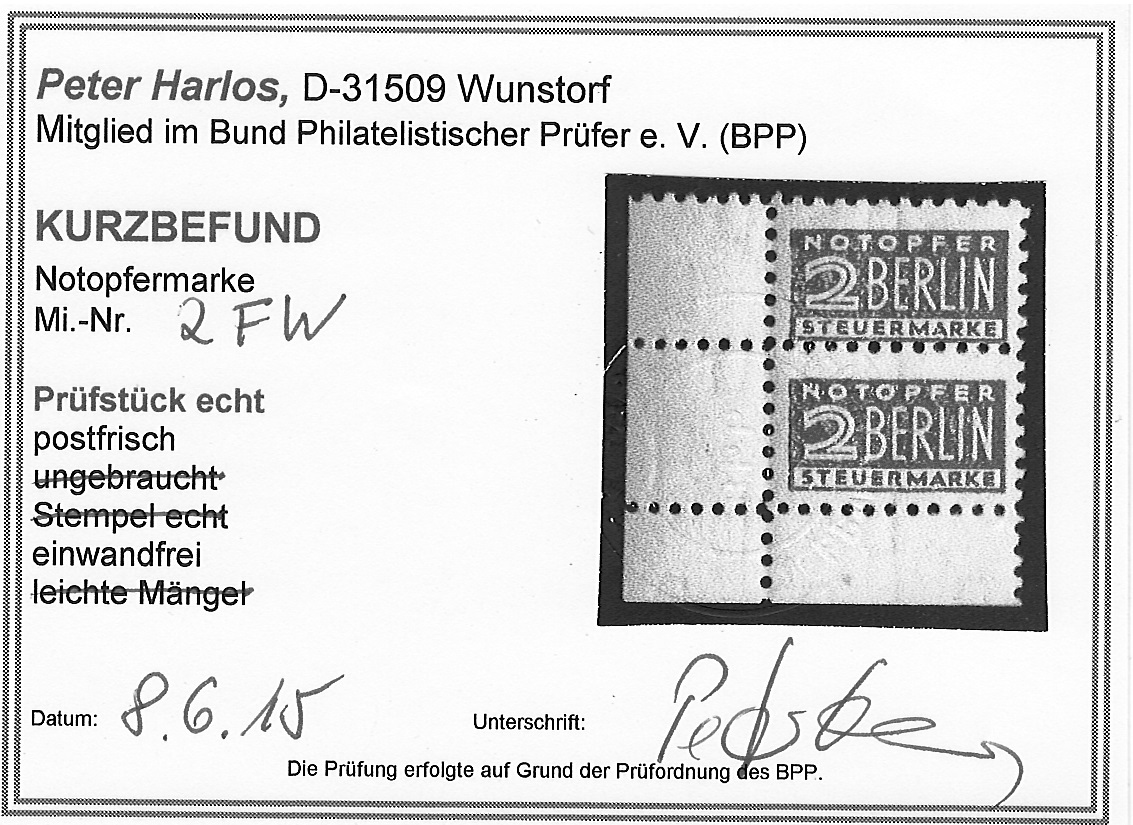 Peter Harlos, D-31509 Wunstorf
Mitglied im Bund Philatelistischer Prüfer e. V. (BPP)
KURZBEFUND
Notopfermarke
Mi.-Nr. 2 FW
Prüfstück echt
postfrisch
ungebraucht
Stempel echt
einwandfrei
leichte Mängel
NOTOPFER
2 BERLIN
STEUERMARKE
NOTOPFER
2 BERLIN
STEUERMARKE
Datum: 8.6.15
Unterschrift:
Die Prüfung erfolgte auf Grund der Prüfordnung des BPP.